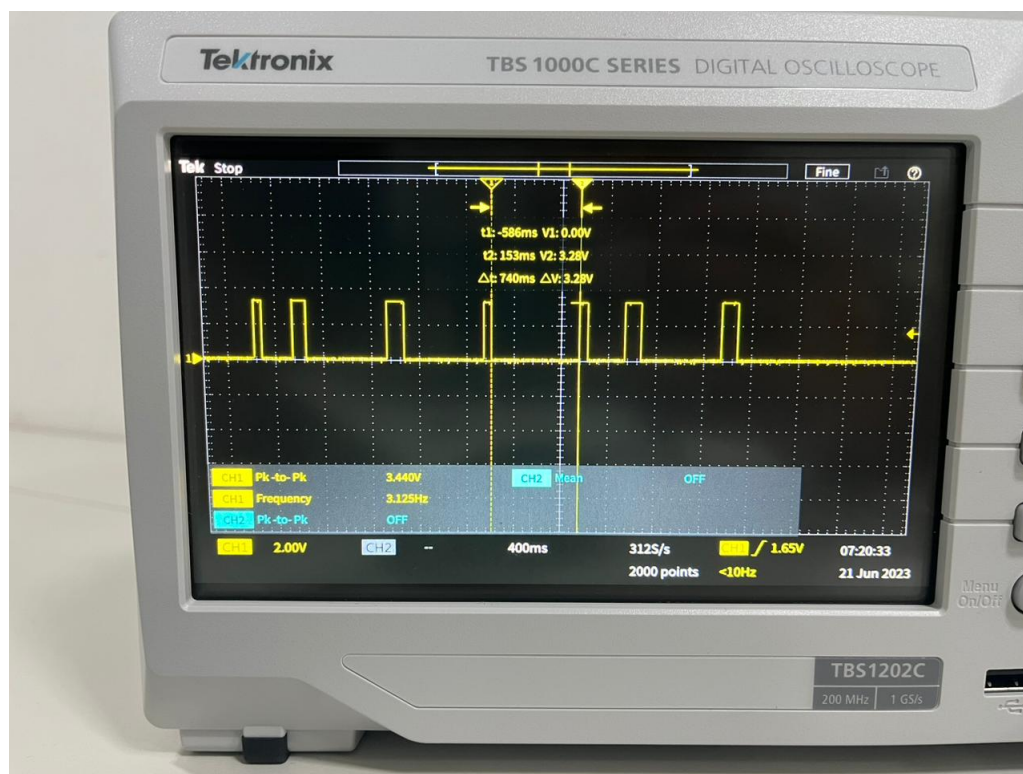 Tektronix
TBS 1000C SERIES DIGITAL OSCILLOSCOPE
Tek Stop Fine
t1: -586ms V1: 0.00V
t2: 153ms V2: 3.28V
Δt: 740ms ΔV: 3.28V
1
CH1 Pk-to-Pk 3.440V CH2 Mean OFF
CH1 Frequency 3.125Hz
CH2 Pk-to-Pk OFF
CH1 2.00V CH2 -- 400ms 312S/s CH1 1.65V 07:20:33
2000 points <10Hz 21 Jun 2023
Menu
On/Off
TBS1202C
200 MHz 1 GS/s